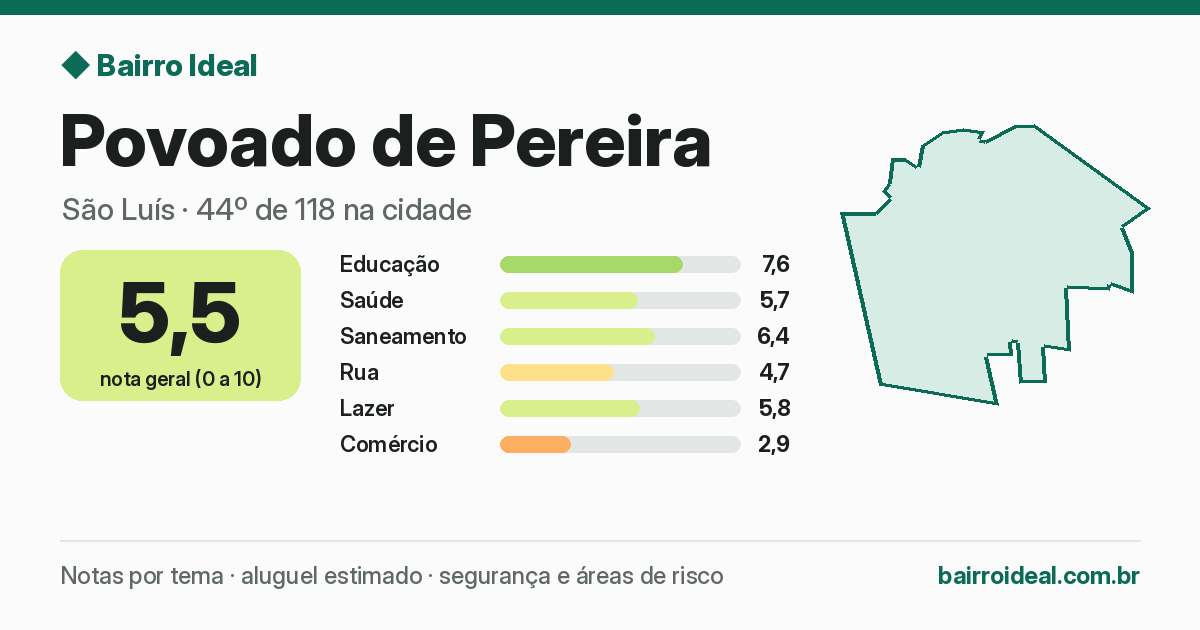 Bairro Ideal
Povoado de Pereira
São Luís · 44º de 118 na cidade
5,5
nota geral (0 a 10)
Educação 7,6
Saúde 5,7
Saneamento 6,4
Rua 4,7
Lazer 5,8
Comércio 2,9
Notas por tema · aluguel estimado · segurança e áreas de risco
bairroideal.com.br